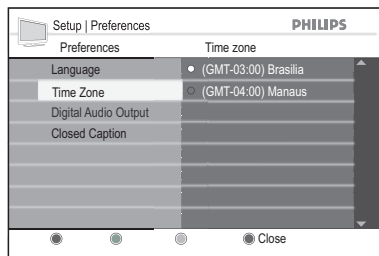 Setup | Preferences
PHILIPS
Preferences
Time zone
Language
(GMT-03:00) Brasilia
Time Zone
(GMT-04:00) Manaus
Digital Audio Output
Closed Caption
Close